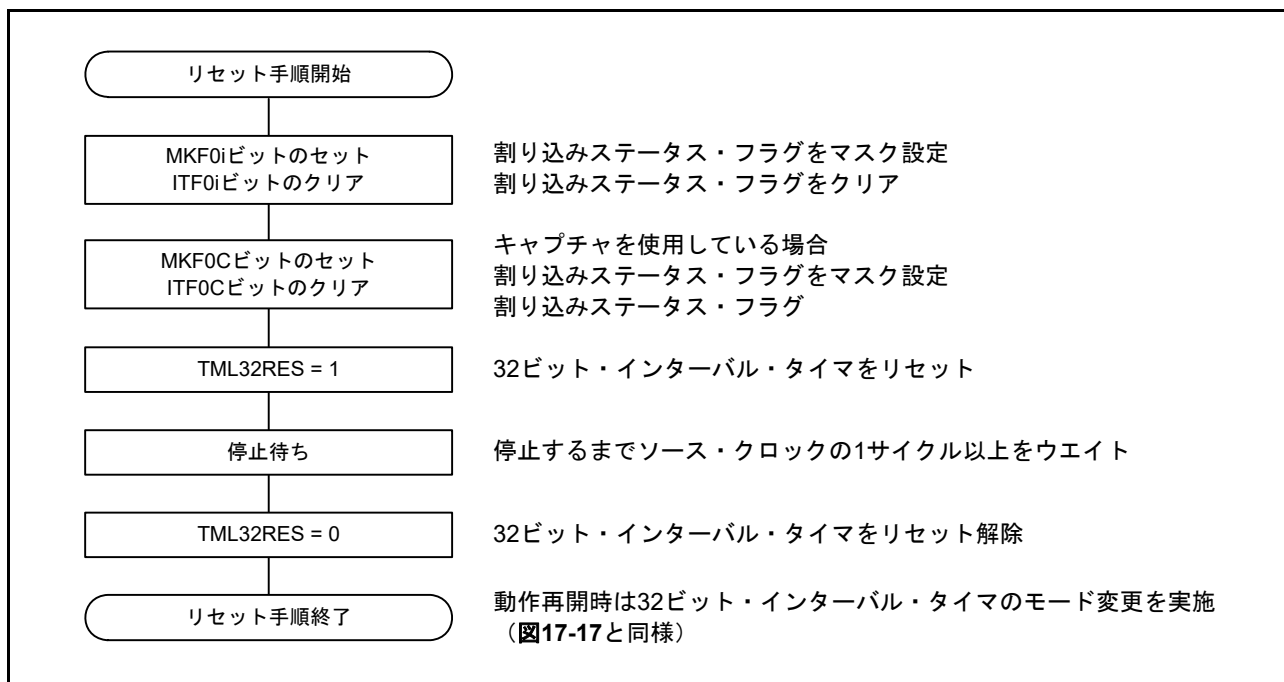 リセット手順開始
MKF0iビットのセット
ITF0iビットのクリア
割り込みステータス・フラグをマスク設定
割り込みステータス・フラグをクリア
MKF0Cビットのセット
ITF0Cビットのクリア
キャプチャを使用している場合
割り込みステータス・フラグをマスク設定
割り込みステータス・フラグ
TML32RES = 1
32ビット・インターバル・タイマをリセット
停止待ち
停止するまでソース・クロックの1サイクル以上をウエイト
TML32RES = 0
32ビット・インターバル・タイマをリセット解除
リセット手順終了
動作再開時は32ビット・インターバル・タイマのモード変更を実施
（図17-17と同様）